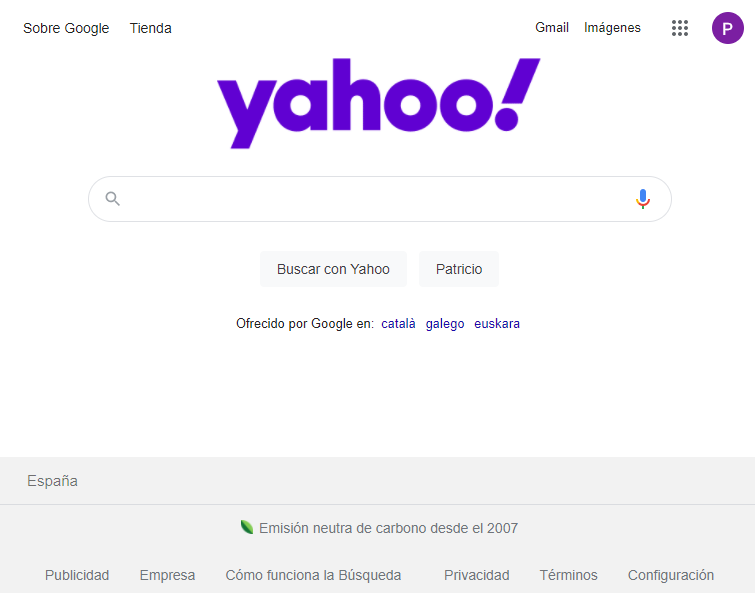 Sobre Google Tienda Gmail Imágenes P
yahoo!
Buscar con Yahoo Patricio
Ofrecido por Google en: català galego euskara
España
Emisión neutra de carbono desde el 2007
Publicidad Empresa Cómo funciona la Búsqueda Privacidad Términos Configuración